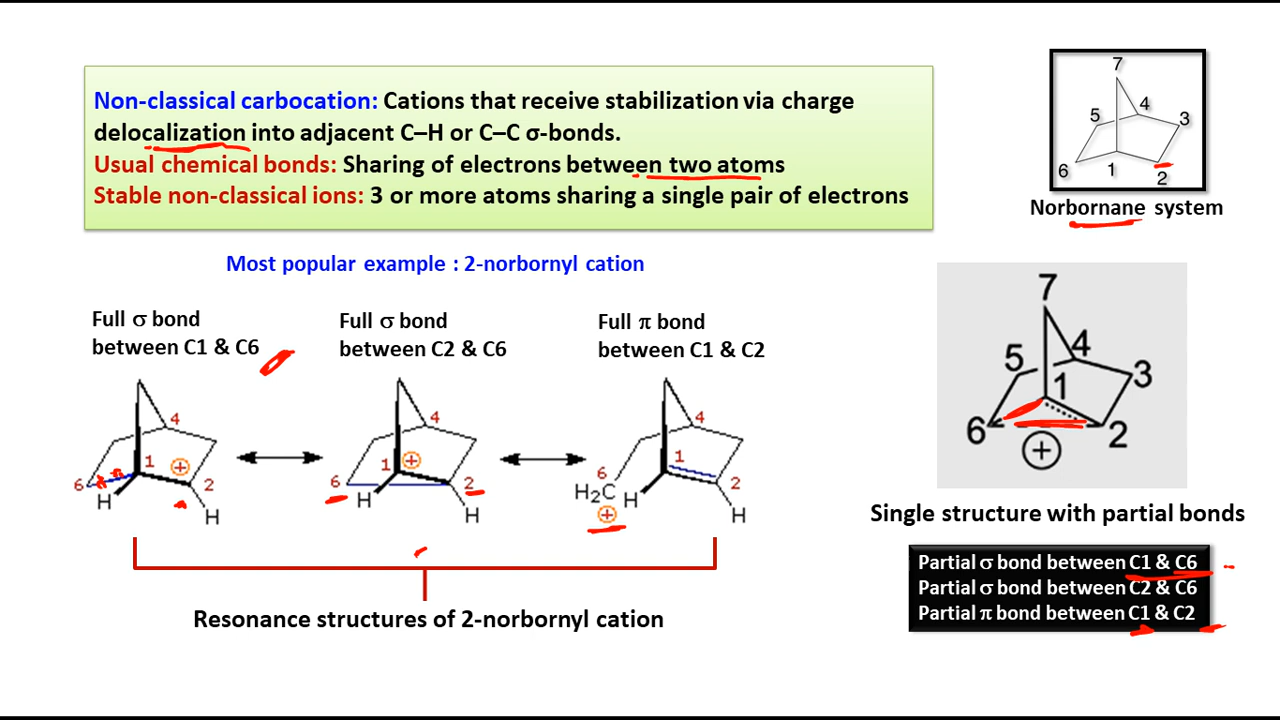 Non-classical carbocation: Cations that receive stabilization via charge
delocalization into adjacent C–H or C–C σ-bonds.
Usual chemical bonds: Sharing of electrons between two atoms
Stable non-classical ions: 3 or more atoms sharing a single pair of electrons
7
4
5
3
6
1
2
Norbornane system
Most popular example : 2-norbornyl cation
Full σ bond
between C1 & C6
4
1
+
6
2
H
H
Full σ bond
between C2 & C6
4
1
+
6
2
H
H
Full π bond
between C1 & C2
4
1
6
2
H₂C
H
+
H
Resonance structures of 2-norbornyl cation
7
4
5
3
1
6
2
+
Single structure with partial bonds
Partial σ bond between C1 & C6
Partial σ bond between C2 & C6
Partial π bond between C1 & C2